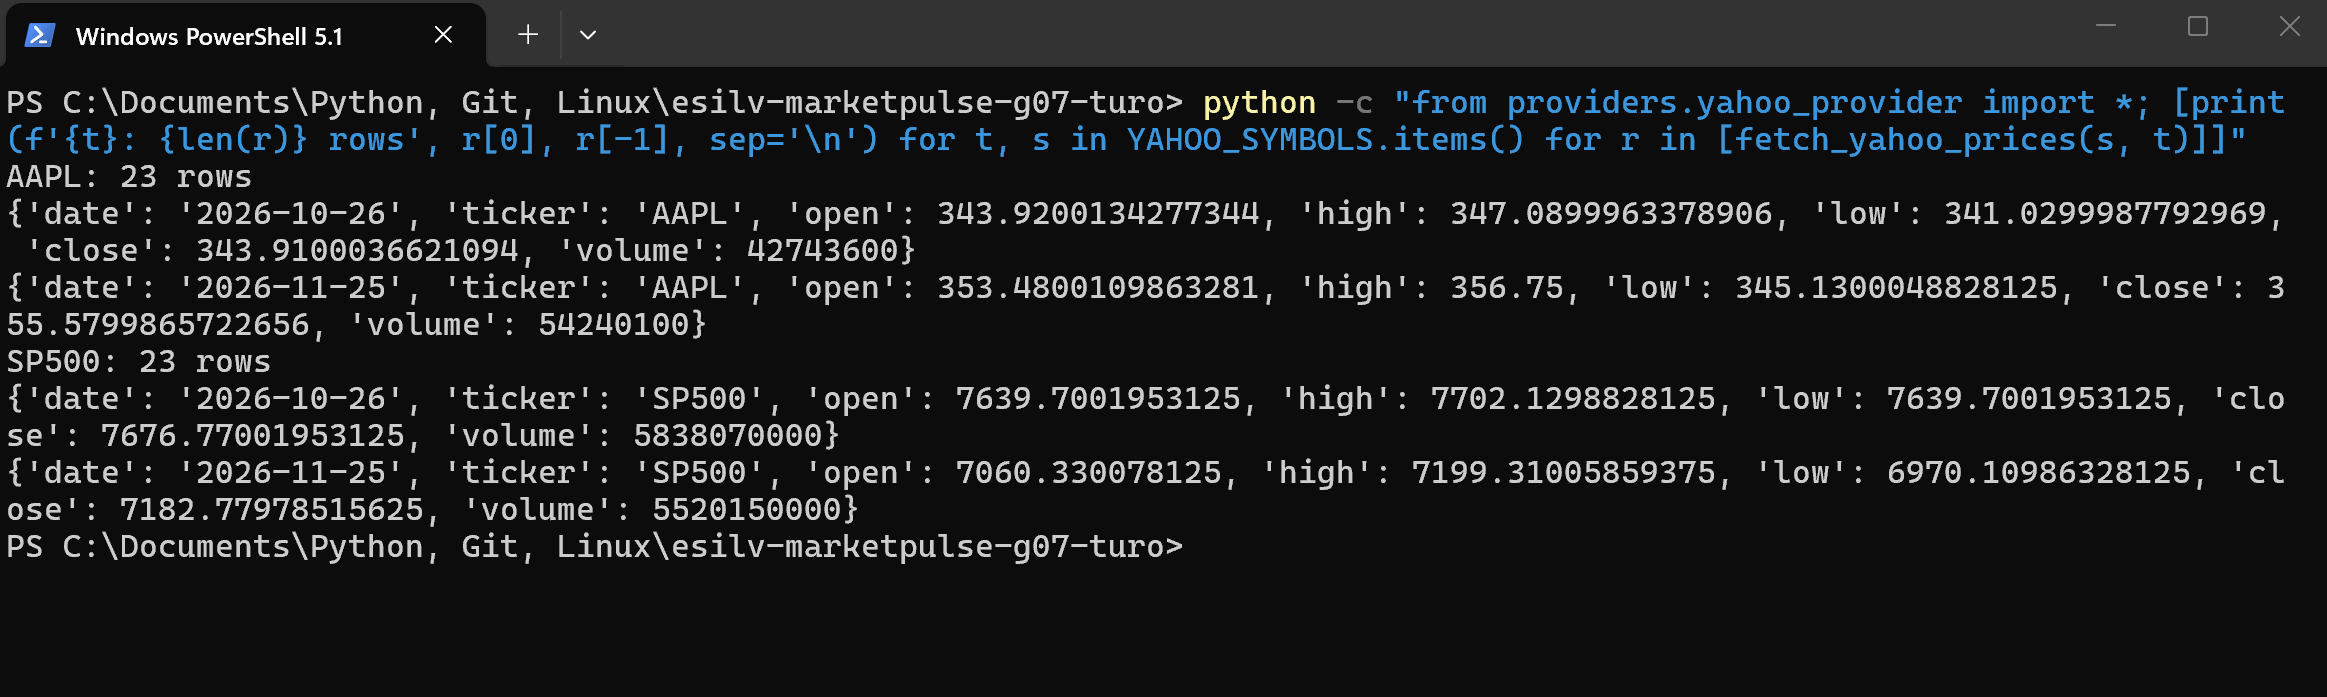 Windows PowerShell 5.1
PS C:\Documents\Python, Git, Linux\esilv-marketpulse-g07-turo> python -c "from providers.yahoo_provider import *; [print
(f'{t}: {len(r)} rows', r[0], r[-1], sep='\n') for t, s in YAHOO_SYMBOLS.items() for r in [fetch_yahoo_prices(s, t)]]"
AAPL: 23 rows
{'date': '2026-10-26', 'ticker': 'AAPL', 'open': 343.9200134277344, 'high': 347.0899963378906, 'low': 341.0299987792969,
 'close': 343.9100036621094, 'volume': 42743600}
{'date': '2026-11-25', 'ticker': 'AAPL', 'open': 353.4800109863281, 'high': 356.75, 'low': 345.1300048828125, 'close': 3
55.5799865722656, 'volume': 54240100}
SP500: 23 rows
{'date': '2026-10-26', 'ticker': 'SP500', 'open': 7639.7001953125, 'high': 7702.1298828125, 'low': 7639.7001953125, 'clo
se': 7676.77001953125, 'volume': 5838070000}
{'date': '2026-11-25', 'ticker': 'SP500', 'open': 7060.330078125, 'high': 7199.31005859375, 'low': 6970.10986328125, 'cl
ose': 7182.77978515625, 'volume': 5520150000}
PS C:\Documents\Python, Git, Linux\esilv-marketpulse-g07-turo>